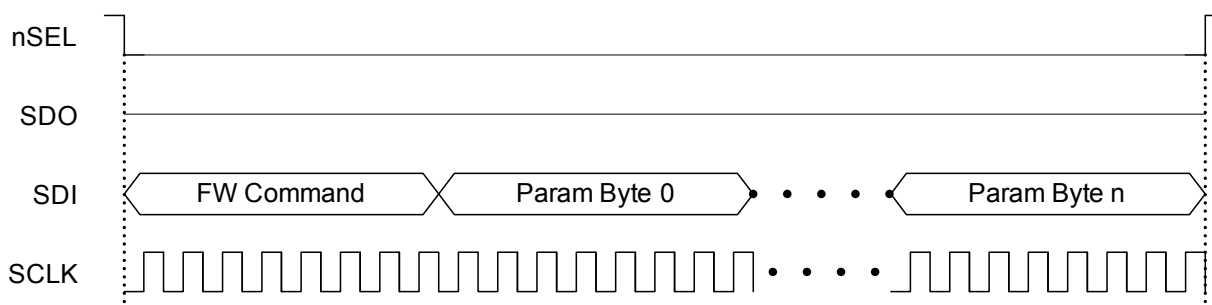 nSEL
SDO
SDI FW Command Param Byte 0 Param Byte n
SCLK